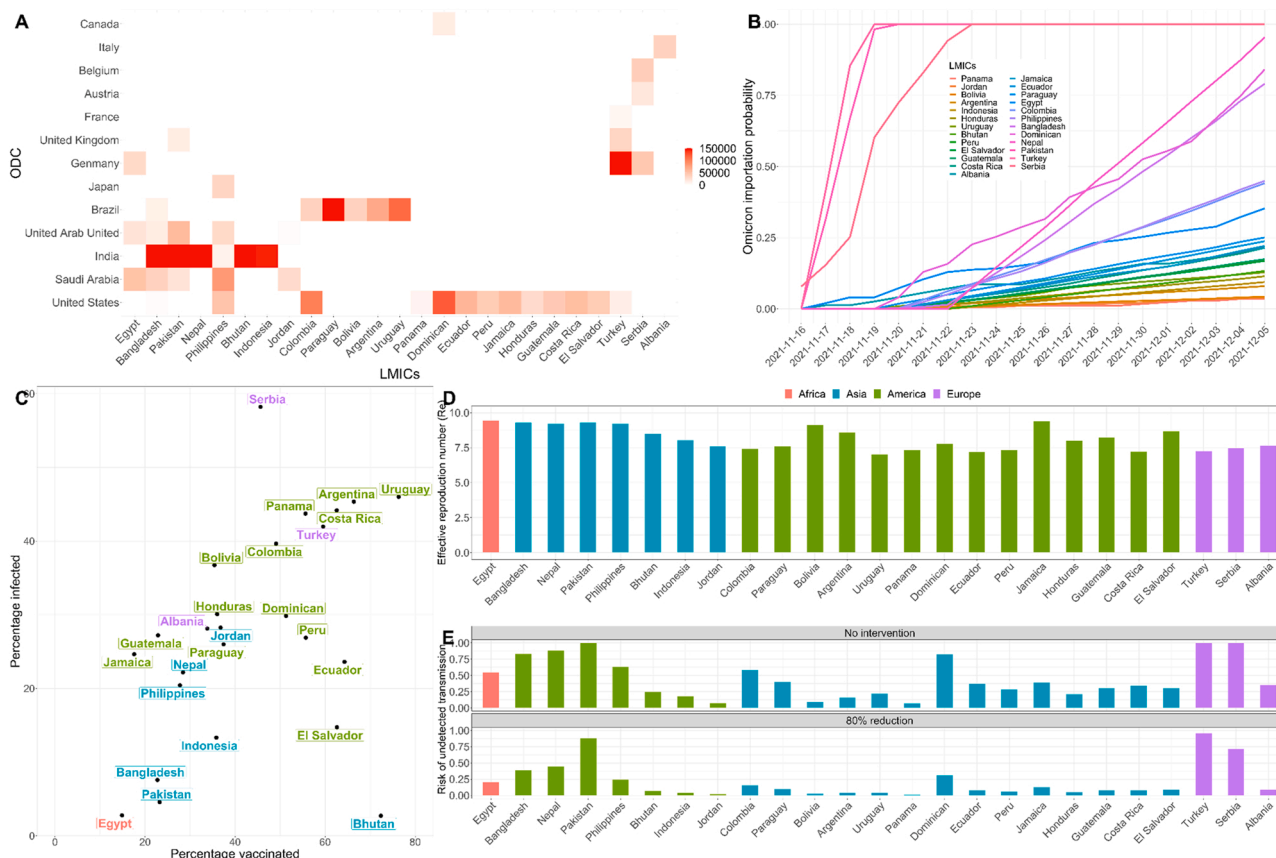 A
Canada
Italy
Belgium
Austria
France
United Kingdom
Germany
Japan
Brazil
United Arab United
India
Saudi Arabia
United States
ODC
150000
100000
50000
0
Egypt
Bangladesh
Pakistan
Nepal
Philippines
Bhutan
Indonesia
Jordan
Colombia
Paraguay
Bolivia
Argentina
Uruguay
Panama
Dominican
Ecuador
Peru
Jamaica
Honduras
Guatemala
Costa Rica
El Salvador
Turkey
Serbia
Albania
LMICs
B
1.00
0.75
0.50
0.25
0.00
Omicron importation probability
LMICs
Panama
Jordan
Bolivia
Argentina
Indonesia
Honduras
Uruguay
Bhutan
Peru
El Salvador
Guatemala
Costa Rica
Albania
Jamaica
Ecuador
Paraguay
Egypt
Colombia
Philippines
Bangladesh
Dominican
Nepal
Pakistan
Turkey
Serbia
2021-11-16
2021-11-17
2021-11-18
2021-11-19
2021-11-20
2021-11-21
2021-11-22
2021-11-23
2021-11-24
2021-11-25
2021-11-26
2021-11-27
2021-11-28
2021-11-29
2021-11-30
2021-12-01
2021-12-02
2021-12-03
2021-12-04
2021-12-05
C
60
40
20
0
Percentage infected
Serbia
Uruguay
Argentina
Panama
Costa Rica
Turkey
Colombia
Bolivia
Honduras
Dominican
Albania
Jordan
Peru
Guatemala
Paraguay
Jamaica
Nepal
Ecuador
Philippines
El Salvador
Indonesia
Bangladesh
Pakistan
Egypt
Bhutan
0 20 40 60 80
Percentage vaccinated
D
Africa Asia America Europe
10.0
7.5
5.0
2.5
0.0
Effective reproduction number (Re)
Egypt
Bangladesh
Nepal
Pakistan
Philippines
Bhutan
Indonesia
Jordan
Colombia
Paraguay
Bolivia
Argentina
Uruguay
Panama
Dominican
Ecuador
Peru
Jamaica
Honduras
Guatemala
Costa Rica
El Salvador
Turkey
Serbia
Albania
E
No intervention
1.00
0.75
0.50
0.25
0.00
80% reduction
1.00
0.75
0.50
0.25
0.00
Risk of undetected transmission
Egypt
Bangladesh
Nepal
Pakistan
Philippines
Bhutan
Indonesia
Jordan
Colombia
Paraguay
Bolivia
Argentina
Uruguay
Panama
Dominican
Ecuador
Peru
Jamaica
Honduras
Guatemala
Costa Rica
El Salvador
Turkey
Serbia
Albania